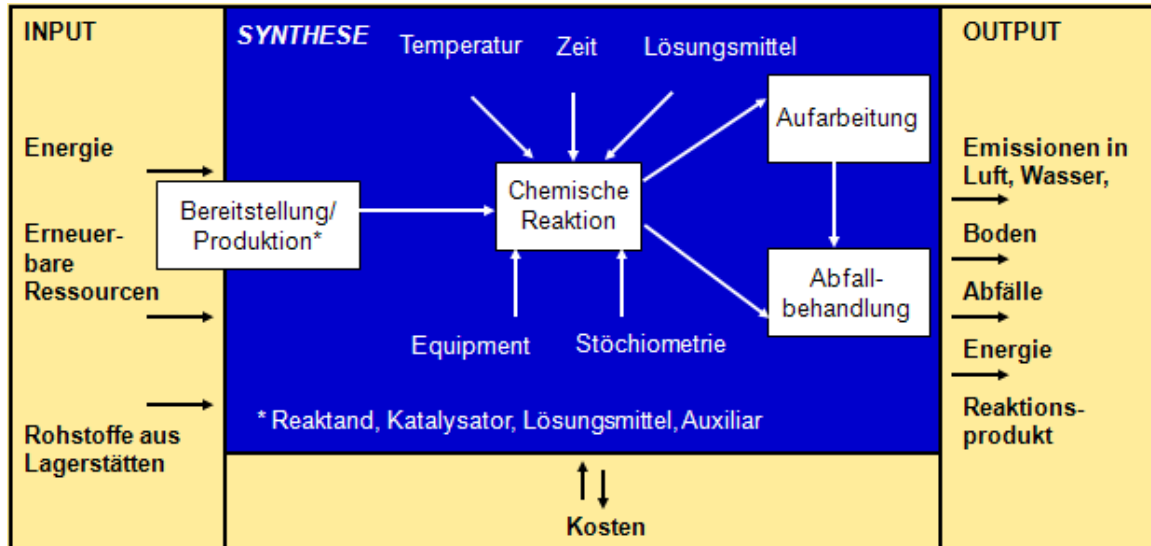 INPUT
Energie
Erneuer-
bare
Ressourcen
Rohstoffe aus
Lagerstätten
SYNTHESE
Temperatur
Zeit
Lösungsmittel
Bereitstellung/
Produktion*
Chemische
Reaktion
Aufarbeitung
Abfall-
behandlung
Equipment
Stöchiometrie
* Reaktand, Katalysator, Lösungsmittel, Auxiliar
Kosten
OUTPUT
Emissionen in
Luft, Wasser,
Boden
Abfälle
Energie
Reaktions-
produkt